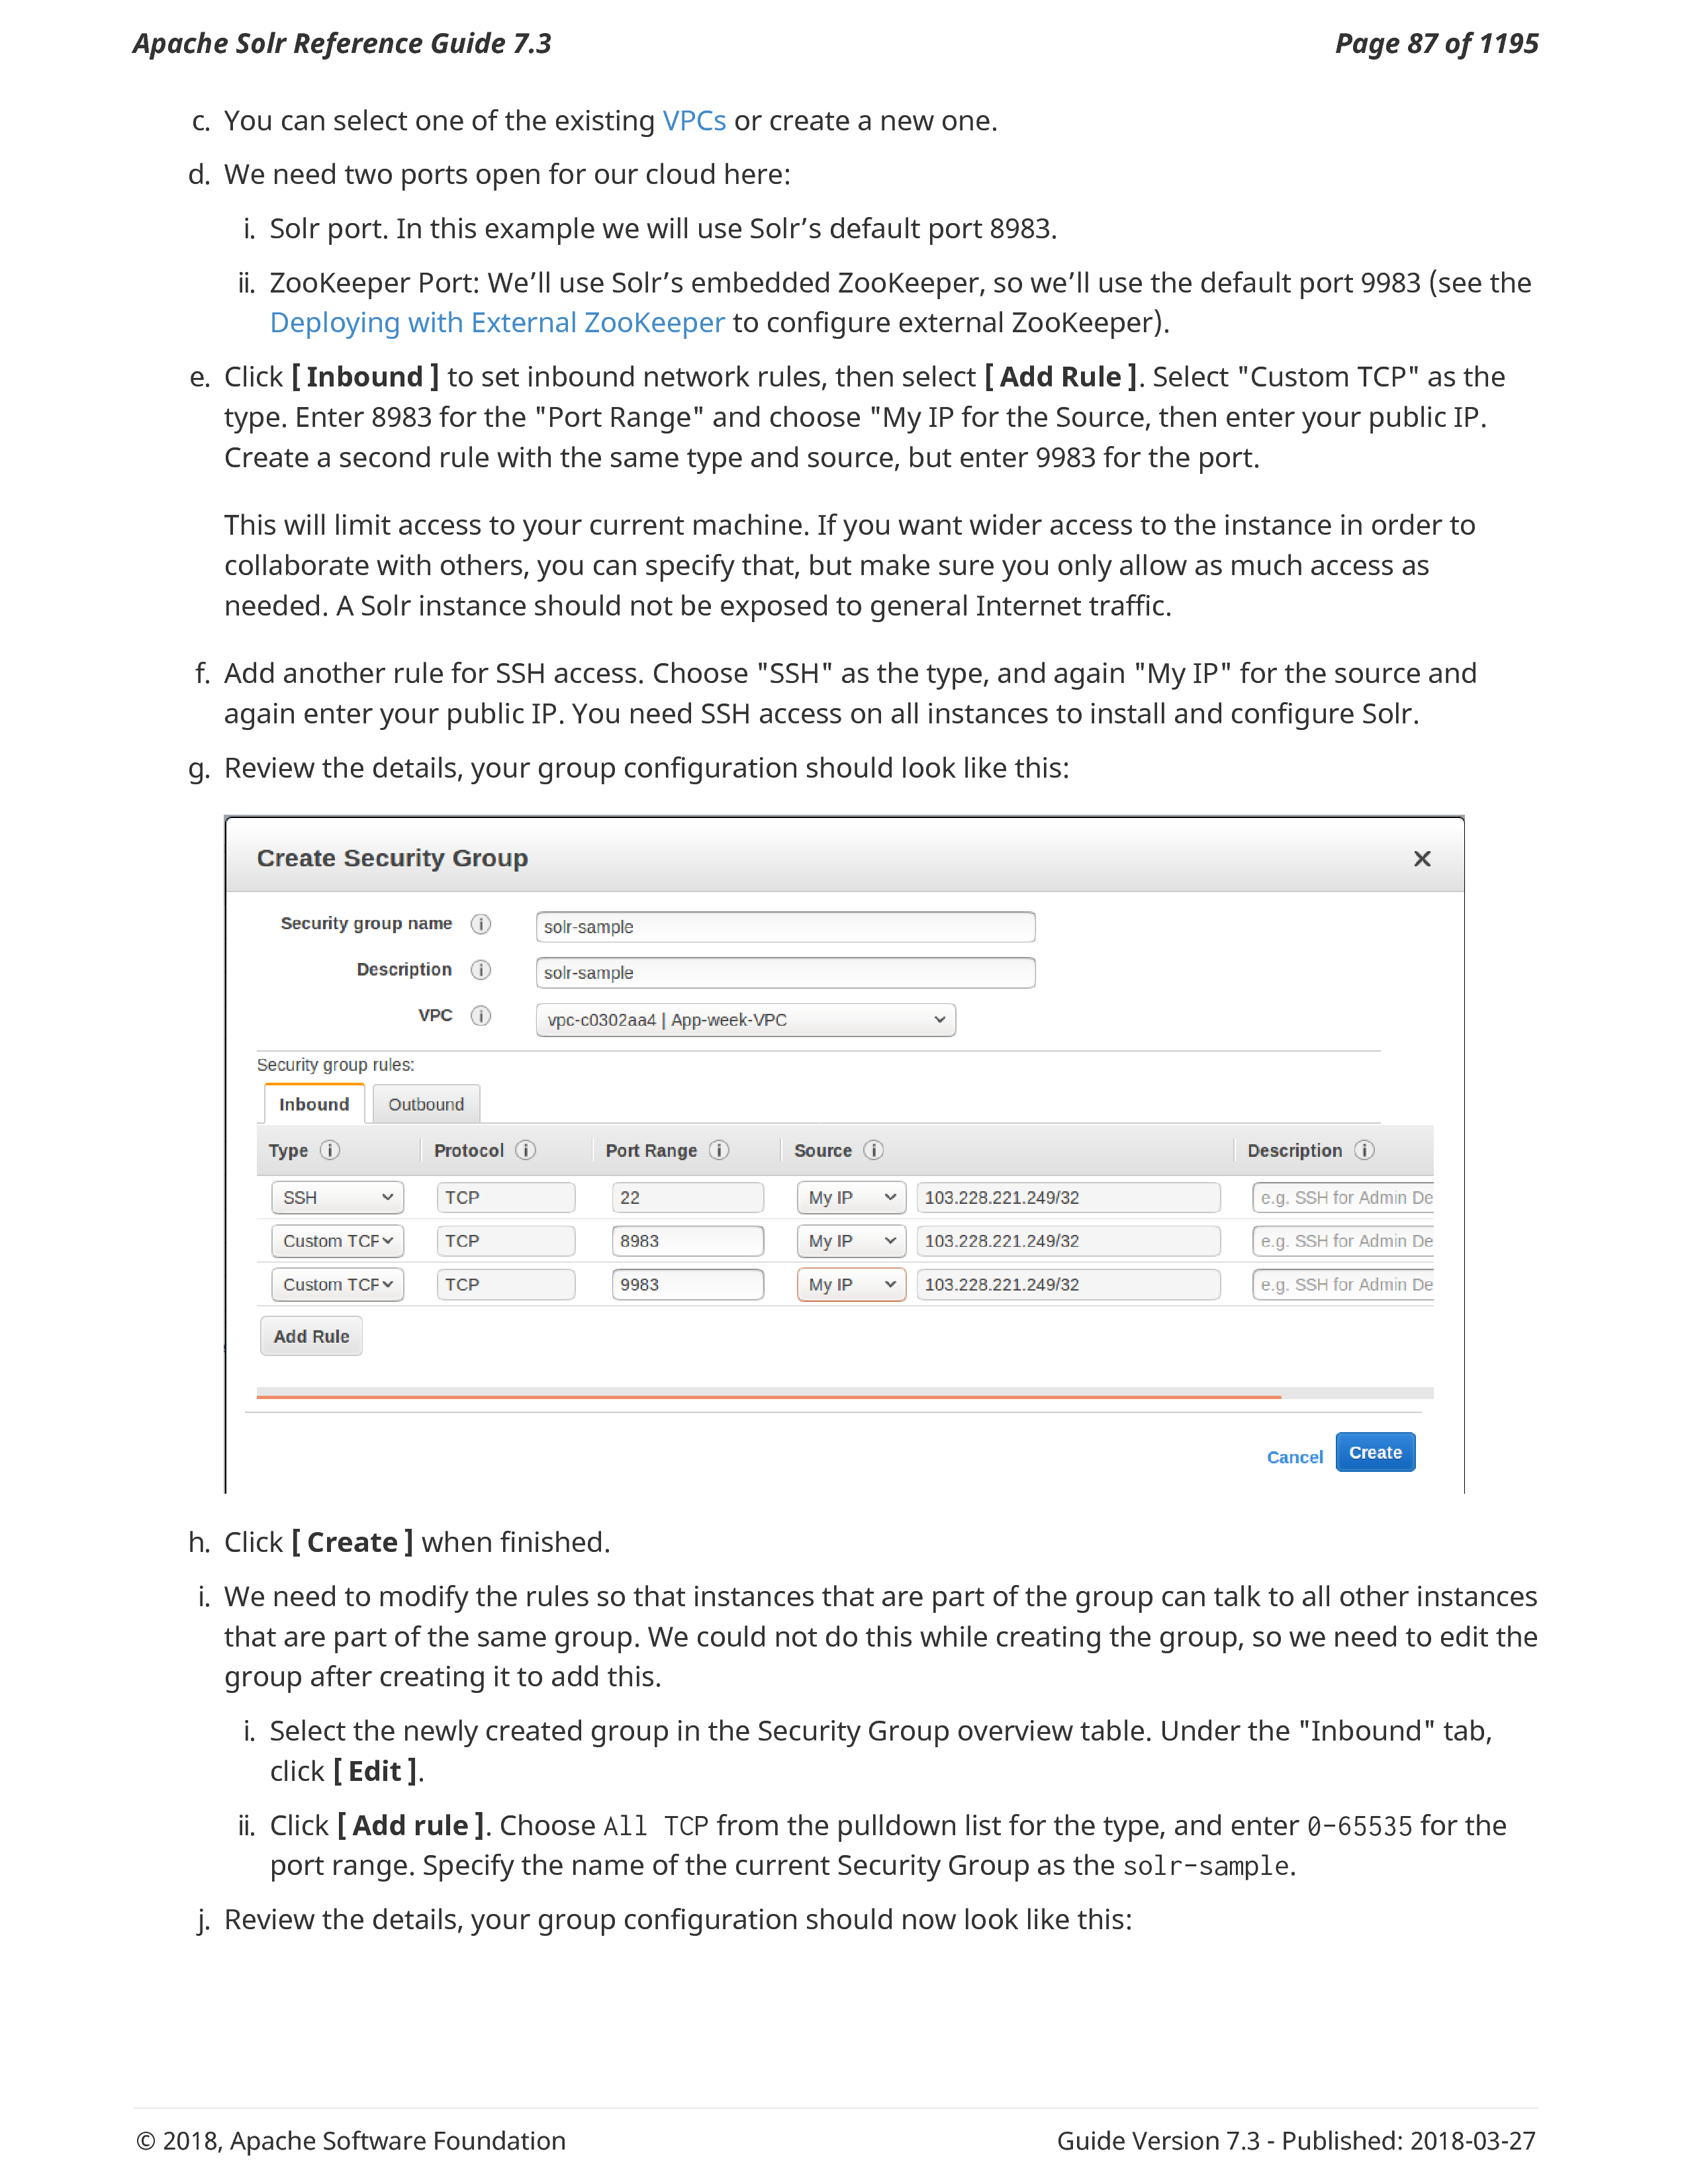 Apache Solr Reference Guide 7.3 Page 87 of 1195
c. You can select one of the existing VPCs or create a new one.
d. We need two ports open for our cloud here:
i. Solr port. In this example we will use Solr’s default port 8983.
ii. ZooKeeper Port: We’ll use Solr’s embedded ZooKeeper, so we’ll use the default port 9983 (see the
Deploying with External ZooKeeper to configure external ZooKeeper).
e. Click [ Inbound ] to set inbound network rules, then select [ Add Rule ]. Select "Custom TCP" as the
type. Enter 8983 for the "Port Range" and choose "My IP for the Source, then enter your public IP.
Create a second rule with the same type and source, but enter 9983 for the port.
This will limit access to your current machine. If you want wider access to the instance in order to
collaborate with others, you can specify that, but make sure you only allow as much access as
needed. A Solr instance should not be exposed to general Internet traffic.
f. Add another rule for SSH access. Choose "SSH" as the type, and again "My IP" for the source and
again enter your public IP. You need SSH access on all instances to install and configure Solr.
g. Review the details, your group configuration should look like this:
Create Security Group
Security group name solr-sample
Description solr-sample
VPC vpc-c0302aa4 | App-week-VPC
Security group rules:
Inbound Outbound
Type Protocol Port Range Source Description
SSH TCP 22 My IP 103.228.221.249/32 e.g. SSH for Admin De
Custom TCF TCP 8983 My IP 103.228.221.249/32 e.g. SSH for Admin De
Custom TCF TCP 9983 My IP 103.228.221.249/32 e.g. SSH for Admin De
Add Rule
Cancel Create
h. Click [ Create ] when finished.
i. We need to modify the rules so that instances that are part of the group can talk to all other instances
that are part of the same group. We could not do this while creating the group, so we need to edit the
group after creating it to add this.
i. Select the newly created group in the Security Group overview table. Under the "Inbound" tab,
click [ Edit ].
ii. Click [ Add rule ]. Choose All TCP from the pulldown list for the type, and enter 0-65535 for the
port range. Specify the name of the current Security Group as the solr-sample.
j. Review the details, your group configuration should now look like this:
© 2018, Apache Software Foundation Guide Version 7.3 - Published: 2018-03-27